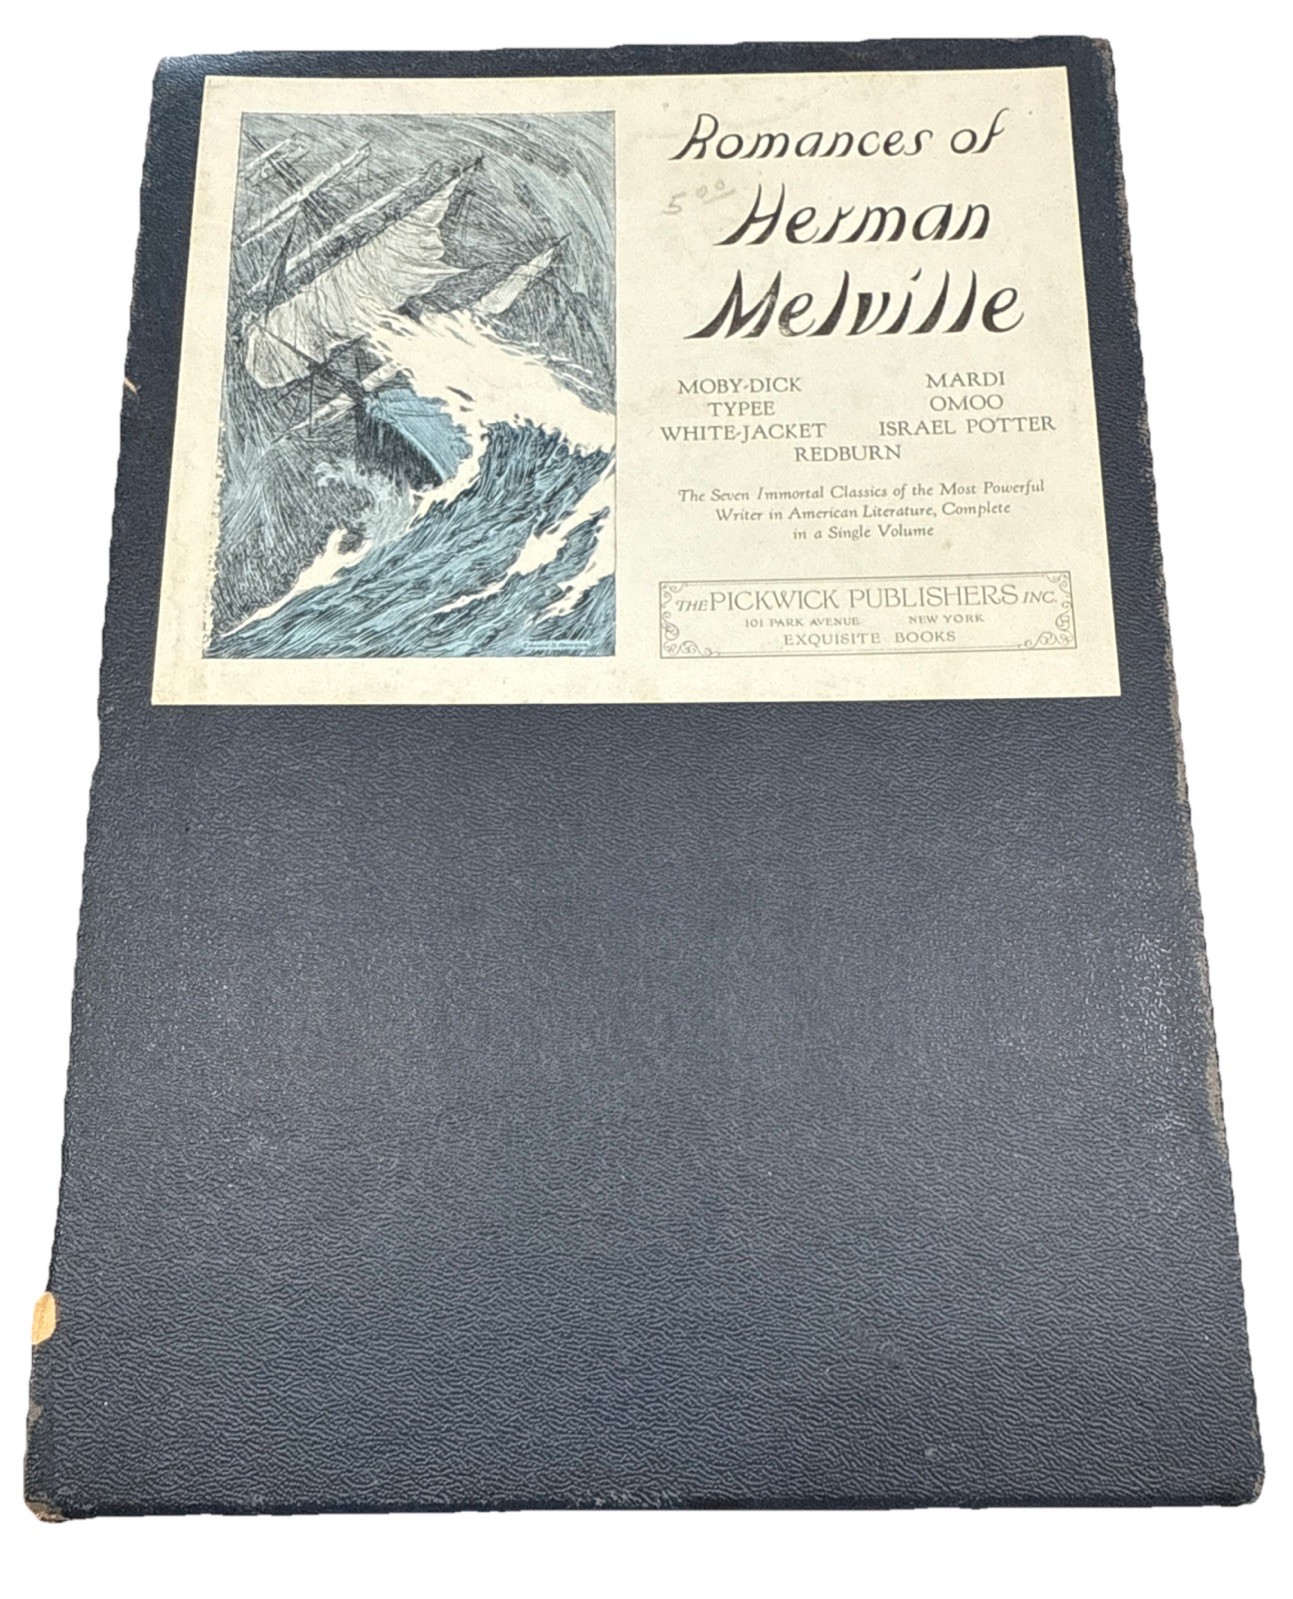 Romances of
5 00
Herman
Melville
MOBY-DICK MARDI
TYPEE OMOO
WHITE-JACKET ISRAEL POTTER
REDBURN
The Seven Immortal Classics of the Most Powerful
Writer in American Literature, Complete
in a Single Volume
THE PICKWICK PUBLISHERS INC.
101 PARK AVENUE NEW YORK
EXQUISITE BOOKS